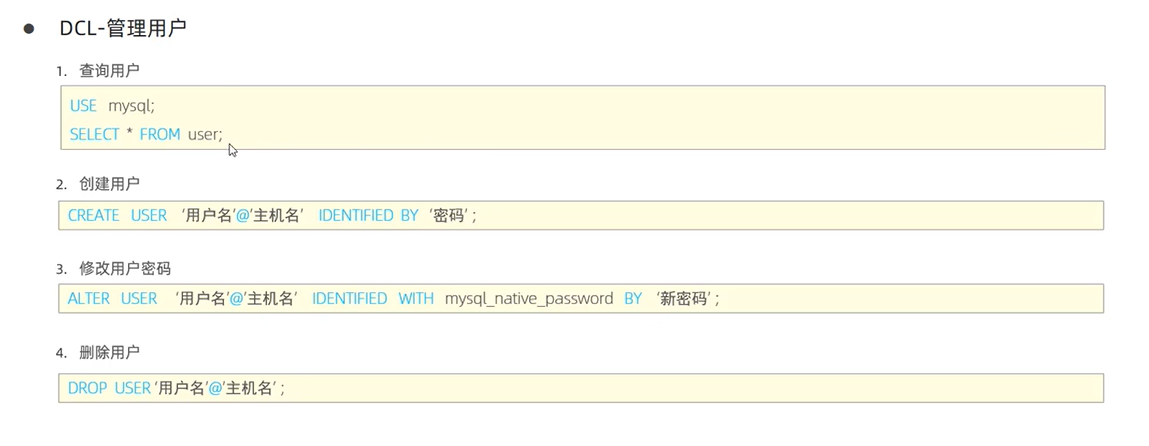 ● DCL-管理用户
1. 查询用户
USE mysql;
SELECT * FROM user;
2. 创建用户
CREATE USER ‘用户名’@’主机名’ IDENTIFIED BY ‘密码’ ;
3. 修改用户密码
ALTER USER ‘用户名’@’主机名’ IDENTIFIED WITH mysql_native_password BY ‘新密码’ ;
4. 删除用户
DROP USER ‘用户名’@’主机名’ ;